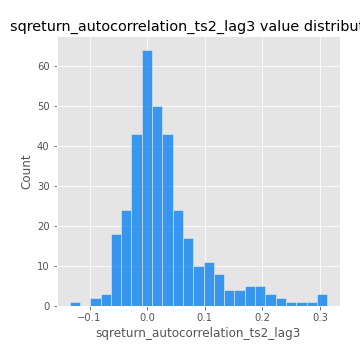 sqreturn_autocorrelation_ts2_lag3 value distribut
60
50
40
30
20
10
0
Count
−0.1 0.0 0.1 0.2 0.3
sqreturn_autocorrelation_ts2_lag3